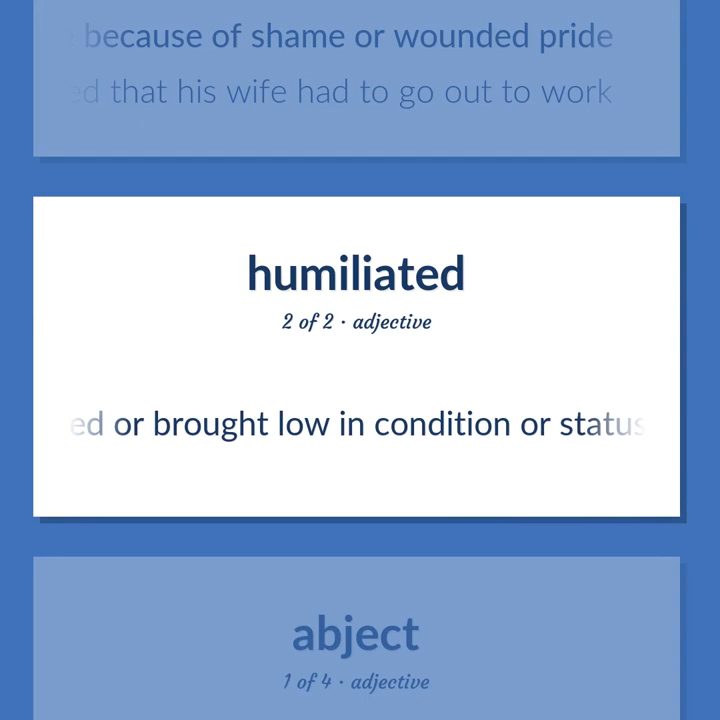 because of shame or wounded pride
that his wife had to go out to work
humiliated
2 of 2 · adjective
ed or brought low in condition or status
abject
1 of 4 · adjective